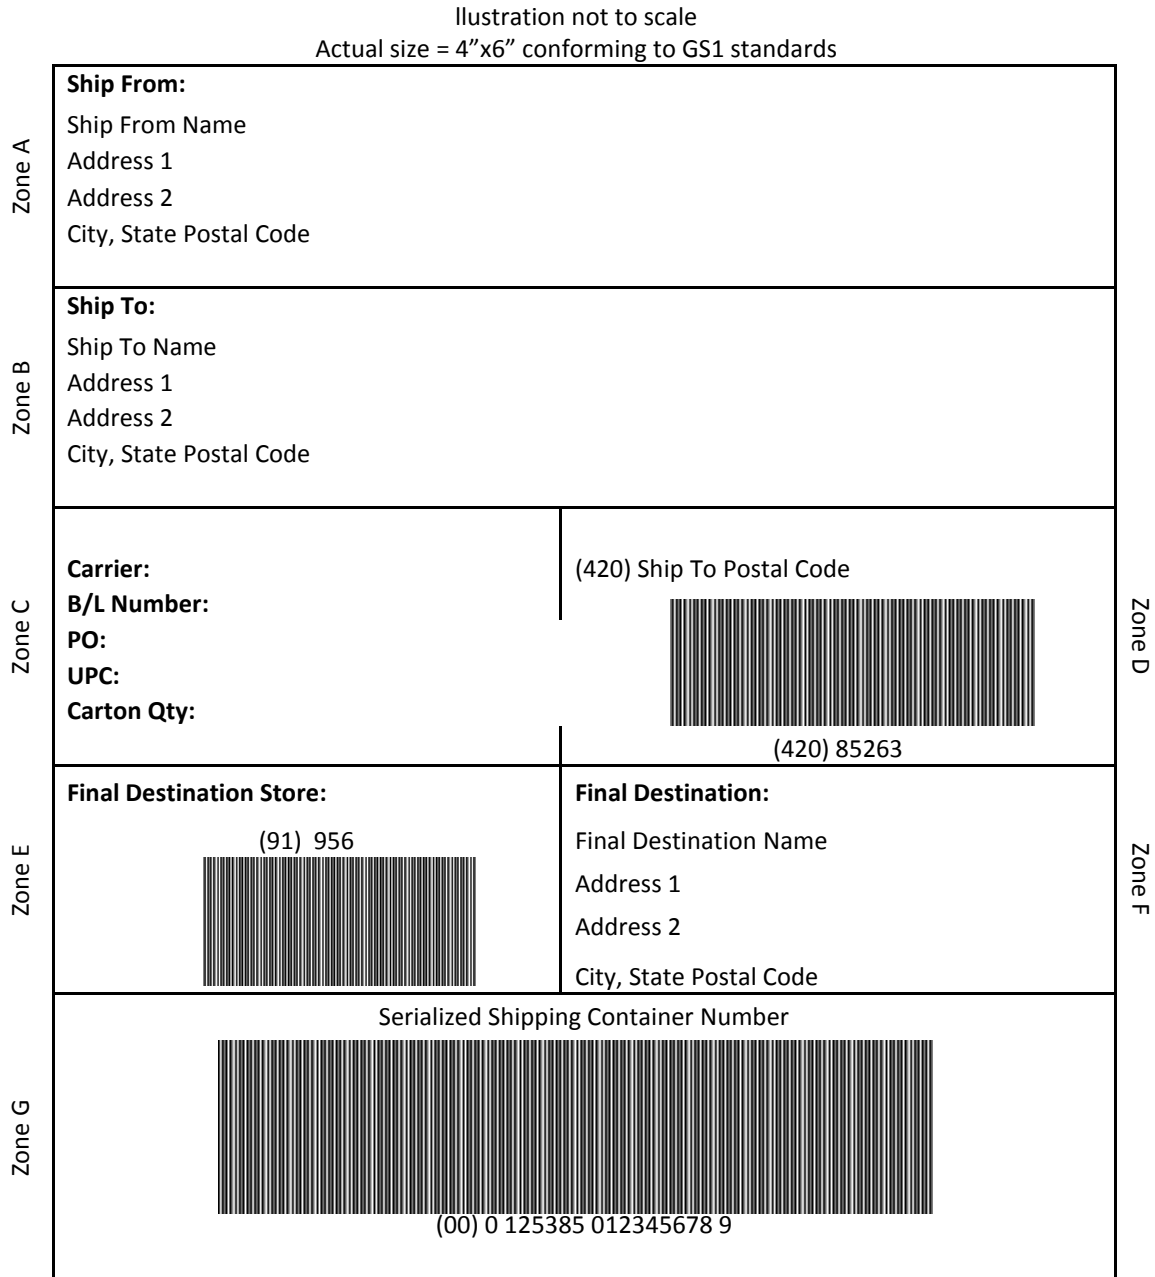 llustration not to scale
Actual size = 4”x6” conforming to GS1 standards
Zone A
Ship From:
Ship From Name
Address 1
Address 2
City, State Postal Code
Zone B
Ship To:
Ship To Name
Address 1
Address 2
City, State Postal Code
Zone C
Carrier:
B/L Number:
PO:
UPC:
Carton Qty:
(420) Ship To Postal Code
(420) 85263
Zone D
Zone E
Final Destination Store:
(91) 956
Final Destination:
Final Destination Name
Address 1
Address 2
City, State Postal Code
Zone F
Zone G
Serialized Shipping Container Number
(00) 0 125385 012345678 9